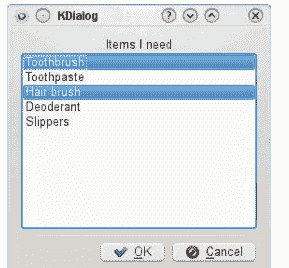 KDialog
Items I need
Toothbrush
Toothpaste
Hair brush
Deoderant
Slippers
OK
Cancel